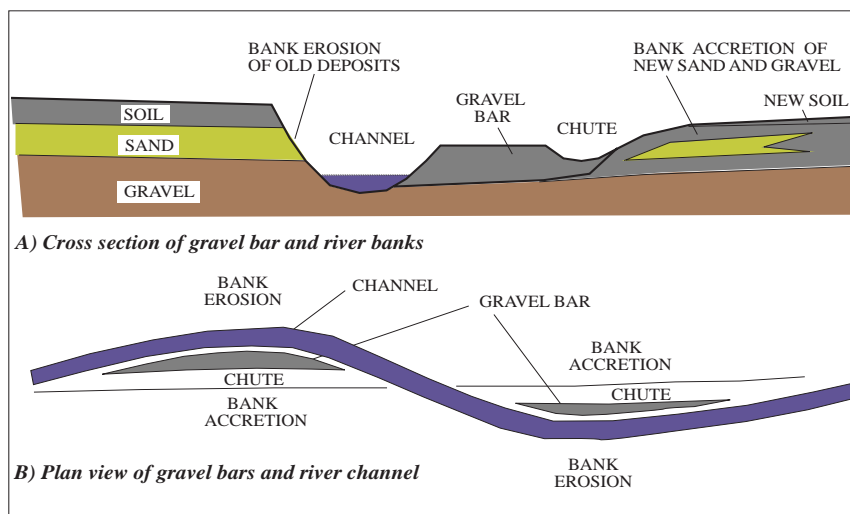 BANK EROSION
OF OLD DEPOSITS
BANK ACCRETION OF
NEW SAND AND GRAVEL
GRAVEL
BAR
NEW SOIL
SOIL
CHANNEL
CHUTE
SAND
GRAVEL
A) Cross section of gravel bar and river banks
BANK
EROSION
CHANNEL
GRAVEL BAR
BANK
ACCRETION
CHUTE
CHUTE
BANK
ACCRETION
B) Plan view of gravel bars and river channel
BANK
EROSION